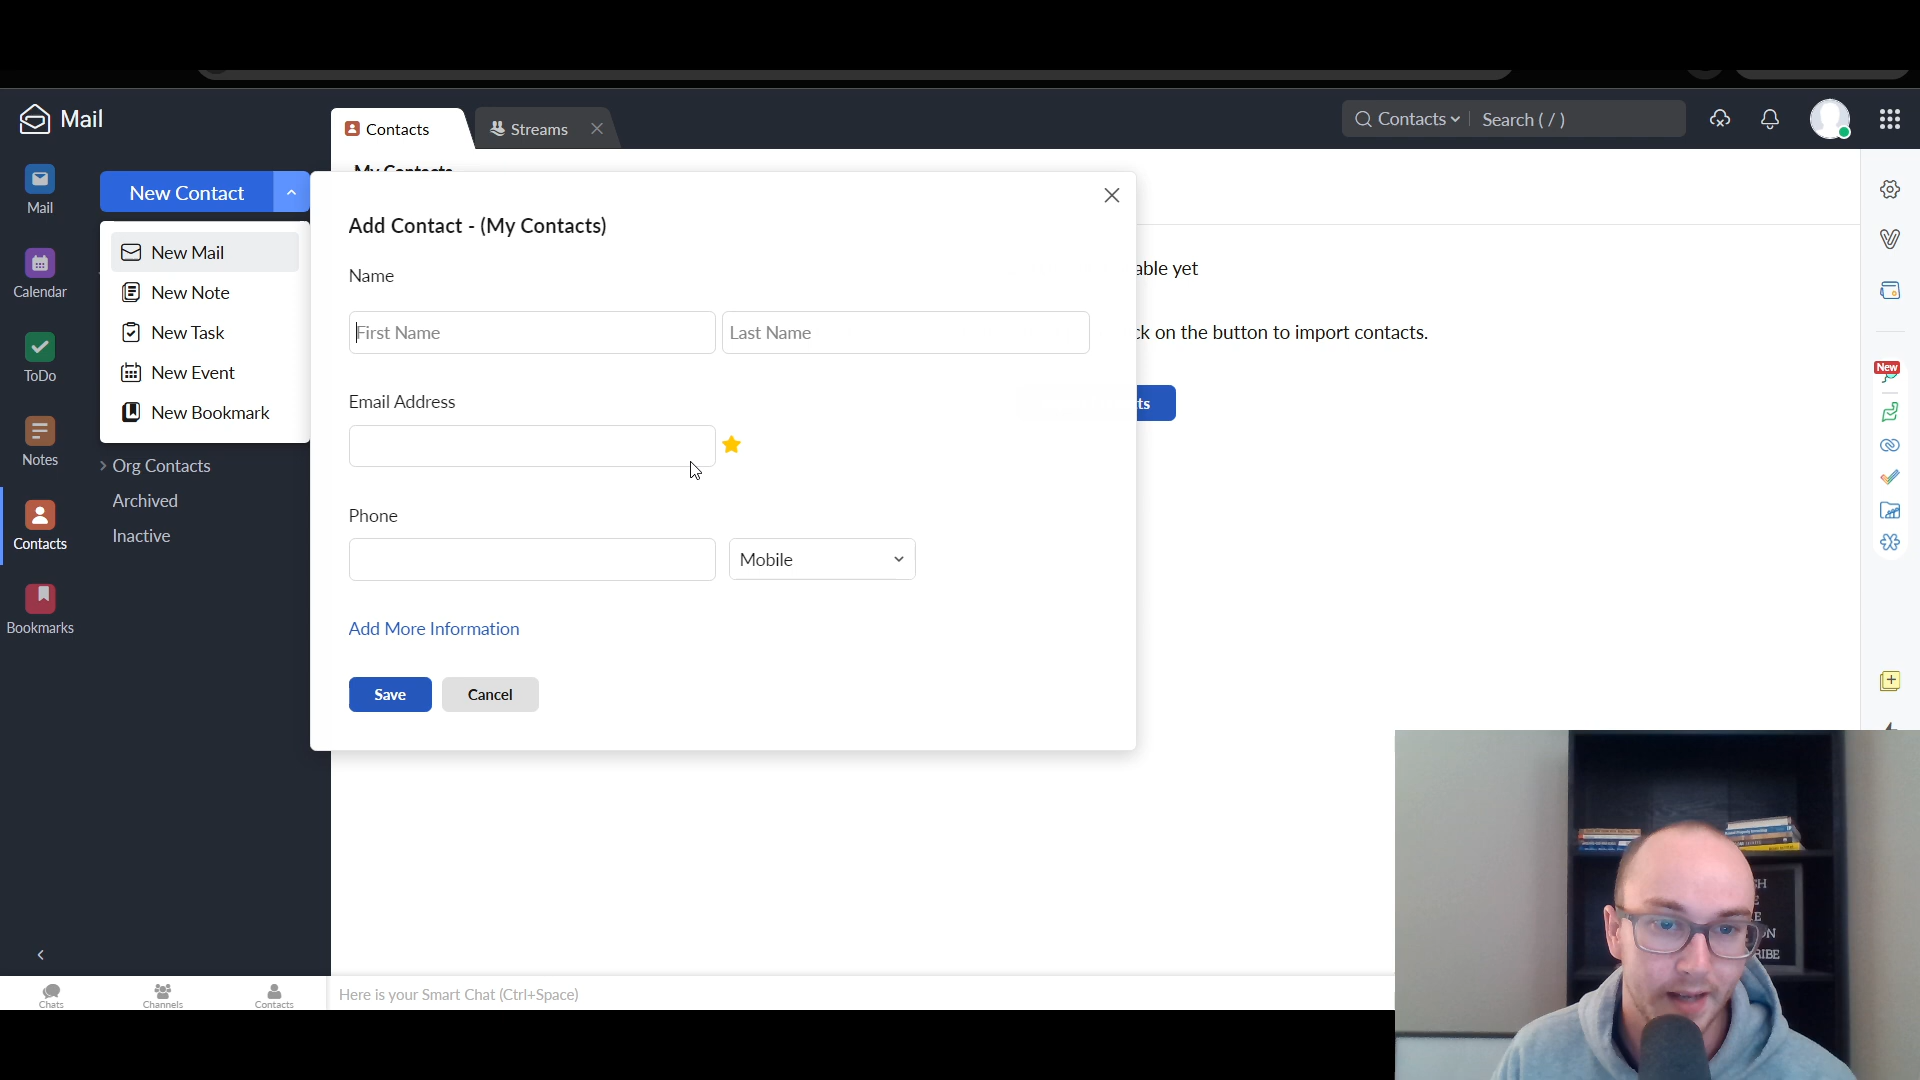 Mail
Contacts
Streams
Contacts
Search ( / )
Mail
Calendar
ToDo
Notes
Contacts
Bookmarks
New Contact
New Mail
New Note
New Task
New Event
New Bookmark
Org Contacts
Archived
Inactive
My Contacts
Add Contact - (My Contacts)
Name
First Name
Last Name
Email Address
Phone
Mobile
Add More Information
Save
Cancel
able yet
ck on the button to import contacts.
ts
New
Chats
Channels
Contacts
Here is your Smart Chat (Ctrl+Space)